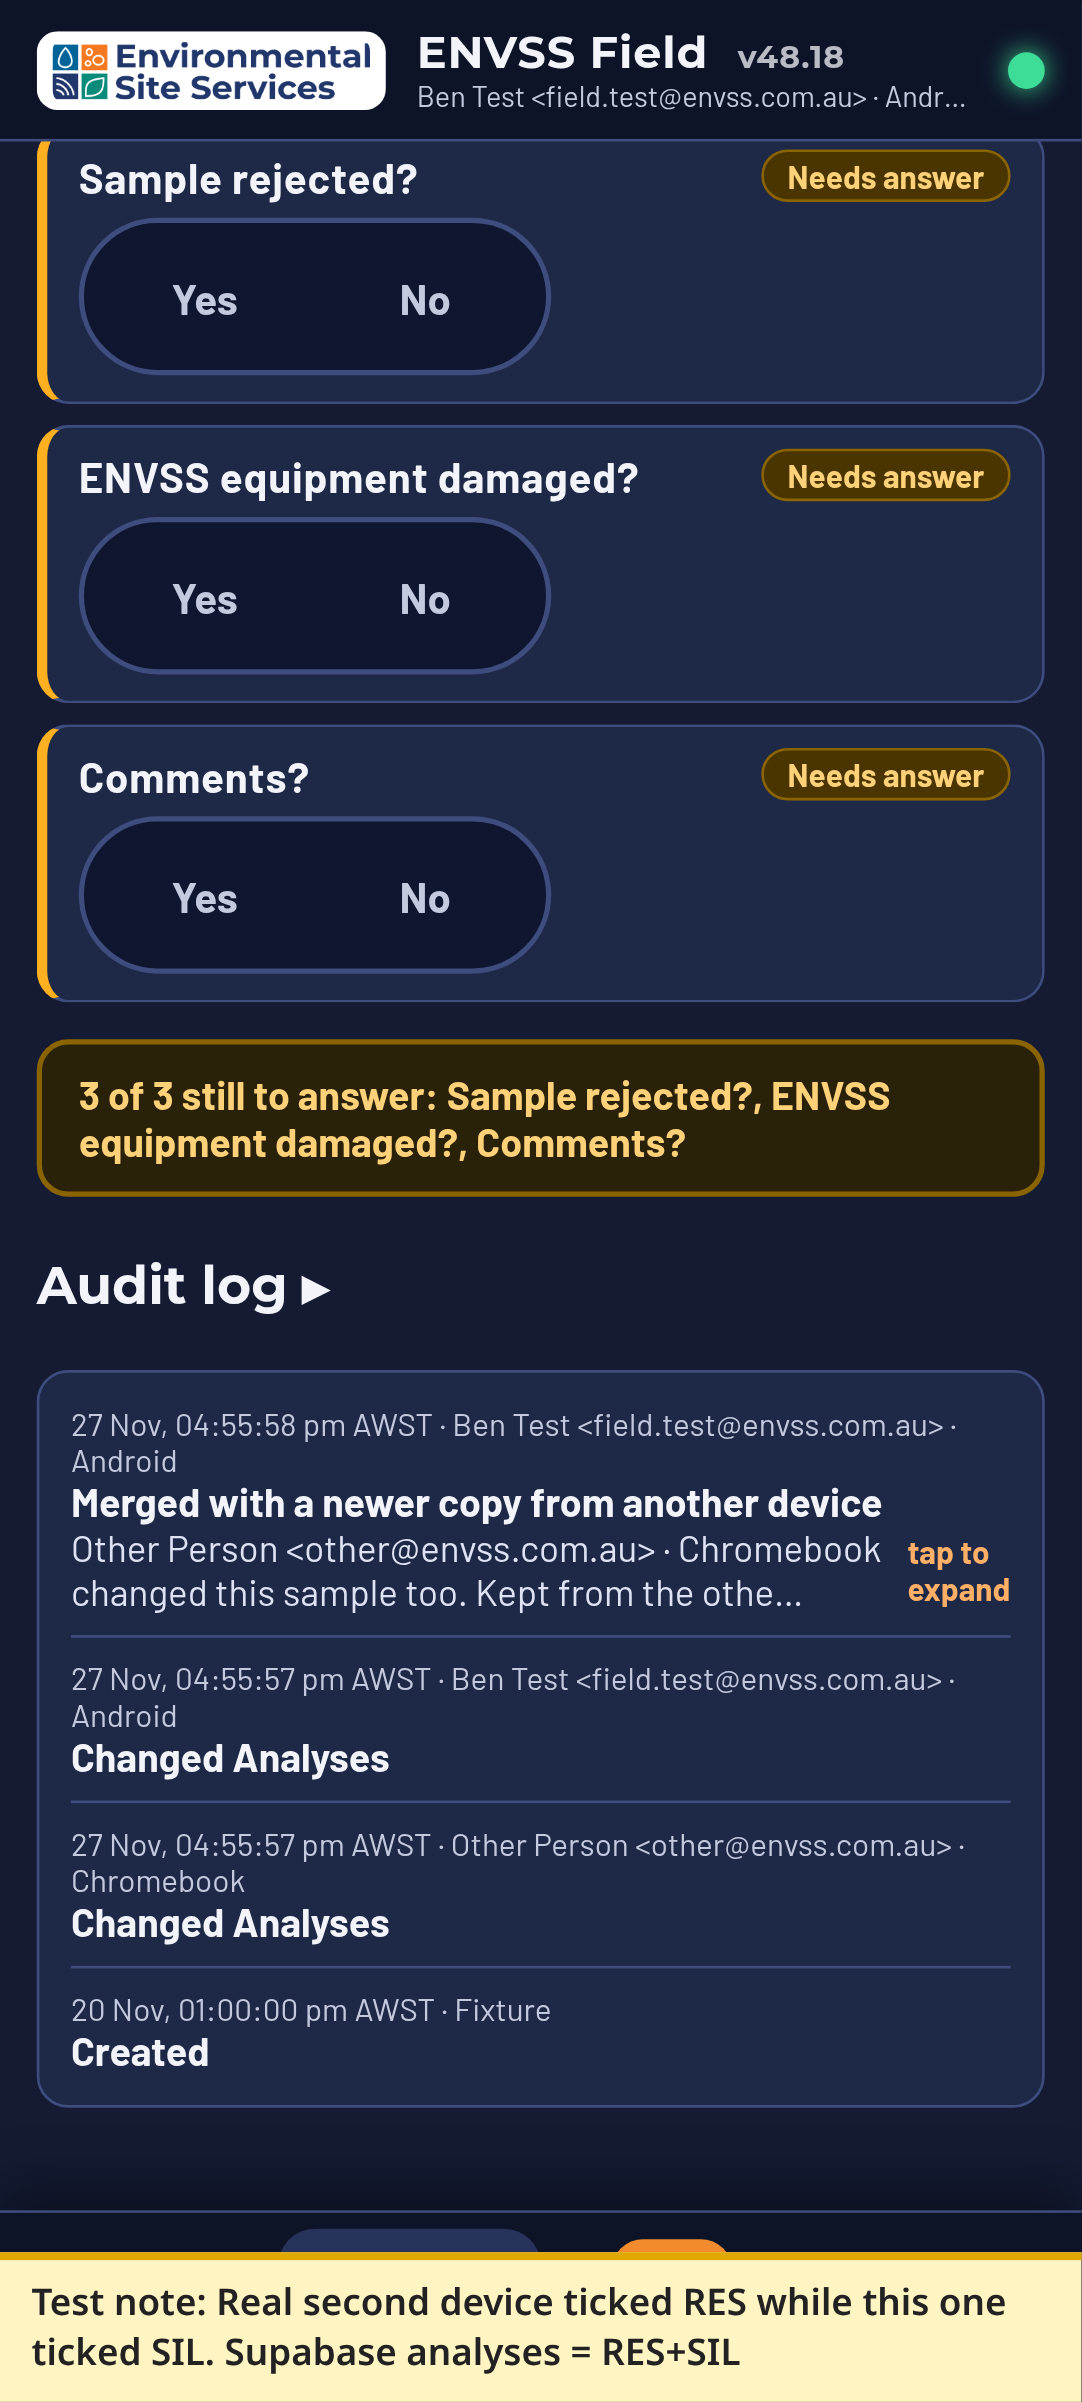 Environmental
Site Services
ENVSS Field v48.18
Ben Test <field.test@envss.com.au> · Andr...
Sample rejected?
Needs answer
Yes No
ENVSS equipment damaged?
Needs answer
Yes No
Comments?
Needs answer
Yes No
3 of 3 still to answer: Sample rejected?, ENVSS
equipment damaged?, Comments?
Audit log ▸
27 Nov, 04:55:58 pm AWST · Ben Test <field.test@envss.com.au> ·
Android
Merged with a newer copy from another device
Other Person <other@envss.com.au> · Chromebook
changed this sample too. Kept from the othe...
tap to
expand
27 Nov, 04:55:57 pm AWST · Ben Test <field.test@envss.com.au> ·
Android
Changed Analyses
27 Nov, 04:55:57 pm AWST · Other Person <other@envss.com.au> ·
Chromebook
Changed Analyses
20 Nov, 01:00:00 pm AWST · Fixture
Created
Test note: Real second device ticked RES while this one
ticked SIL. Supabase analyses = RES+SIL